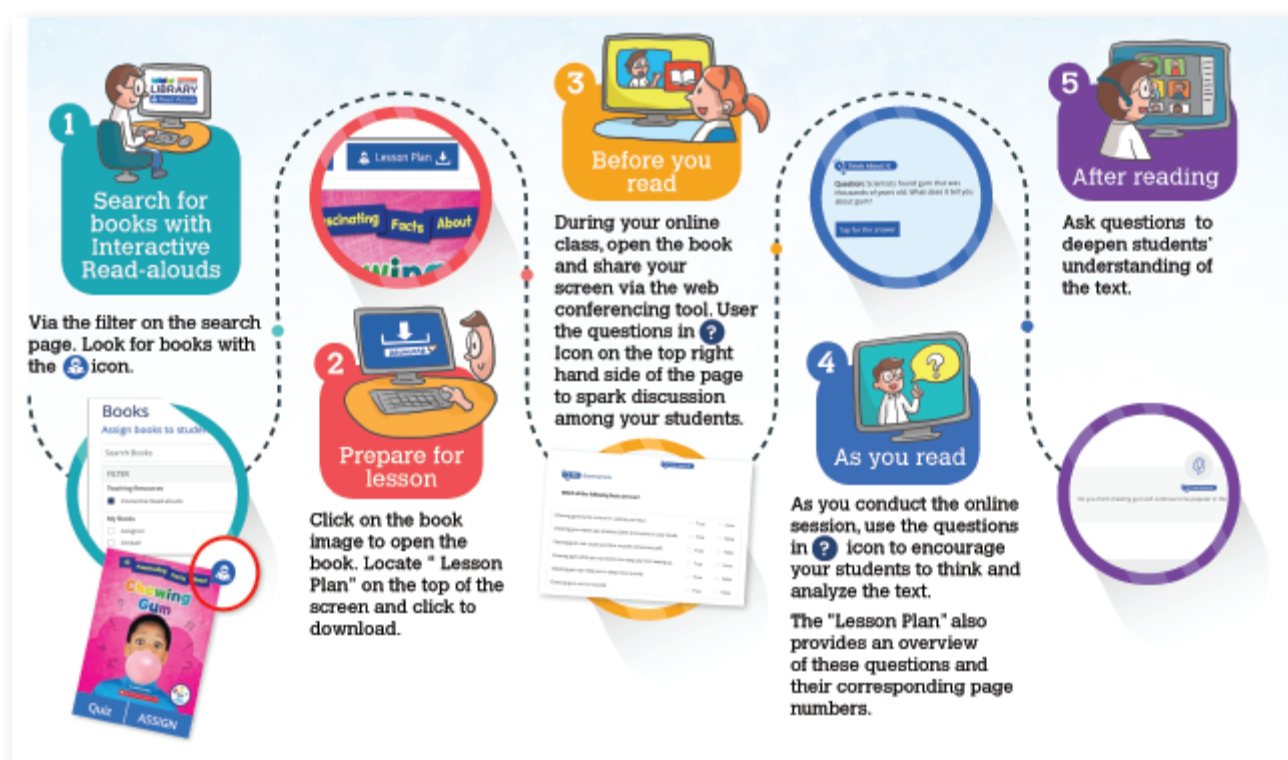 1
LIBRARY
Search for
books with
Interactive
Read-alouds
Via the filter on the search
page. Look for books with
the icon.
Books
Assign books to studen
Search Books
FILTER
Teaching Resources
Interactive Read-alouds
My Books
Assigned
Unread
Fascinating Facts About
Chewing
Gum
Quiz
ASSIGN
Lesson Plan
ascinating Facts About
2
Prepare for
lesson
Click on the book
image to open the
book. Locate “ Lesson
Plan” on the top of the
screen and click to
download.
3
Before you
read
During your online
class, open the book
and share your
screen via the web
conferencing tool. User
the questions in ?
Icon on the top right
hand side of the page
to spark discussion
among your students.
Think About It
Question: Scientists found gum that was
thousands of years old. What does it tell you
about gum?
Tap for the answer
4
As you read
As you conduct the online
session, use the questions
in ? icon to encourage
your students to think and
analyze the text.
The "Lesson Plan" also
provides an overview
of these questions and
their corresponding page
numbers.
5
After reading
Ask questions to
deepen students'
understanding of
the text.